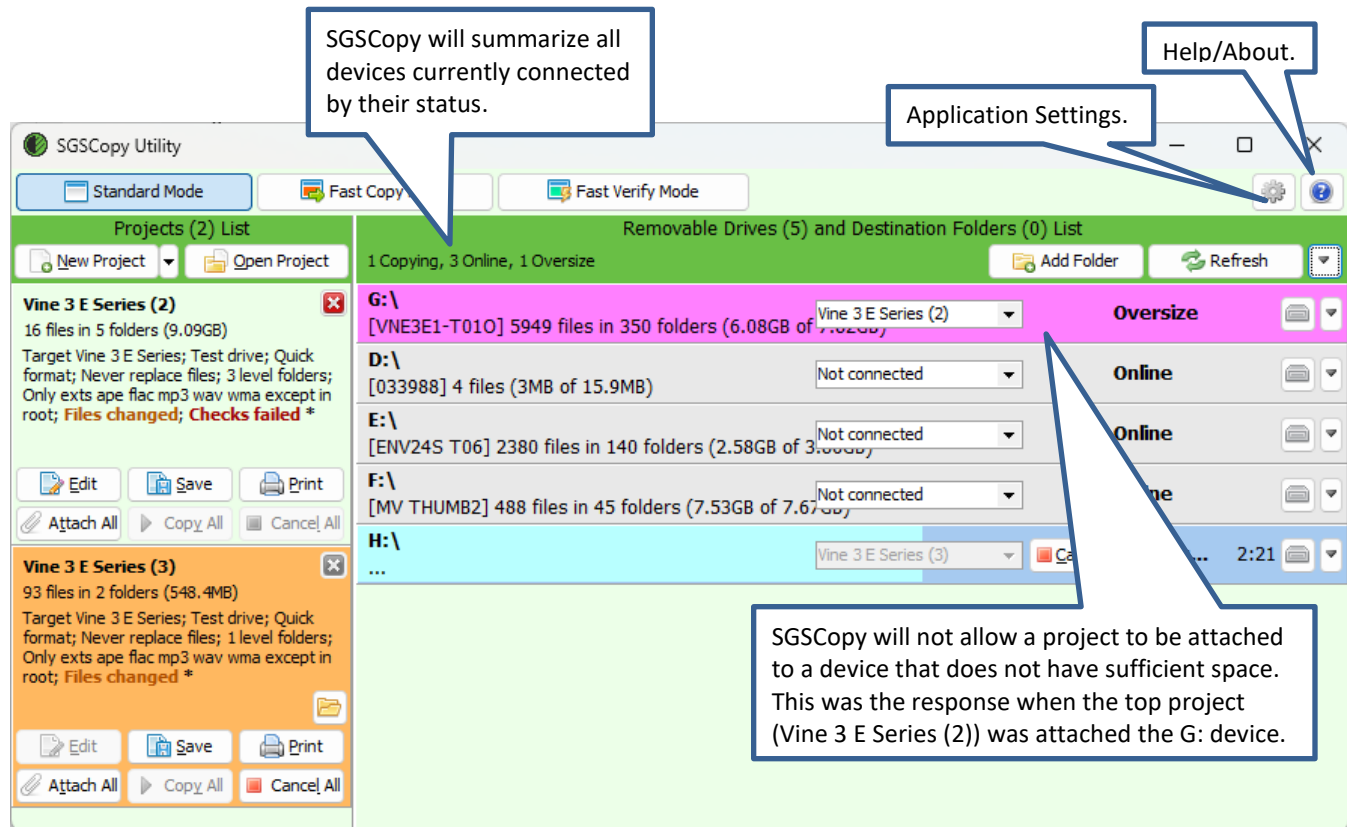 SGSCopy will summarize all
devices currently connected
by their status.
Help/About.
Application Settings.
SGSCopy Utility
Standard Mode
Fast Copy
Fast Verify Mode
Projects (2) List
Removable Drives (5) and Destination Folders (0) List
New Project
Open Project
1 Copying, 3 Online, 1 Oversize
Add Folder
Refresh
Vine 3 E Series (2)
16 files in 5 folders (9.09GB)
Target Vine 3 E Series; Test drive; Quick
format; Never replace files; 3 level folders;
Only exts ape flac mp3 wav wma except in
root; Files changed; Checks failed *
Edit
Save
Print
Attach All
Copy All
Cancel All
Vine 3 E Series (3)
93 files in 2 folders (548.4MB)
Target Vine 3 E Series; Test drive; Quick
format; Never replace files; 1 level folders;
Only exts ape flac mp3 wav wma except in
root; Files changed *
Edit
Save
Print
Attach All
Copy All
Cancel All
G:\
[VNE3E1-T01O] 5949 files in 350 folders (6.08GB of
Vine 3 E Series (2)
Oversize
D:\
[033988] 4 files (3MB of 15.9MB)
Not connected
Online
E:\
[ENV24S T06] 2380 files in 140 folders (2.58GB of
Not connected
Online
F:\
[MV THUMB2] 488 files in 45 folders (7.53GB of 7.67GB)
Not connected
H:\
...
Vine 3 E Series (3)
... 2:21
SGSCopy will not allow a project to be attached
to a device that does not have sufficient space.
This was the response when the top project
(Vine 3 E Series (2)) was attached the G: device.